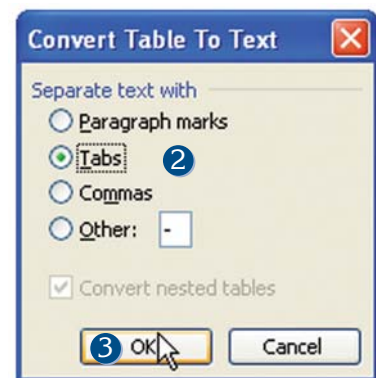 Convert Table To Text
Separate text with
Paragraph marks
Tabs 2
Commas
Other: -
Convert nested tables
3 OK Cancel